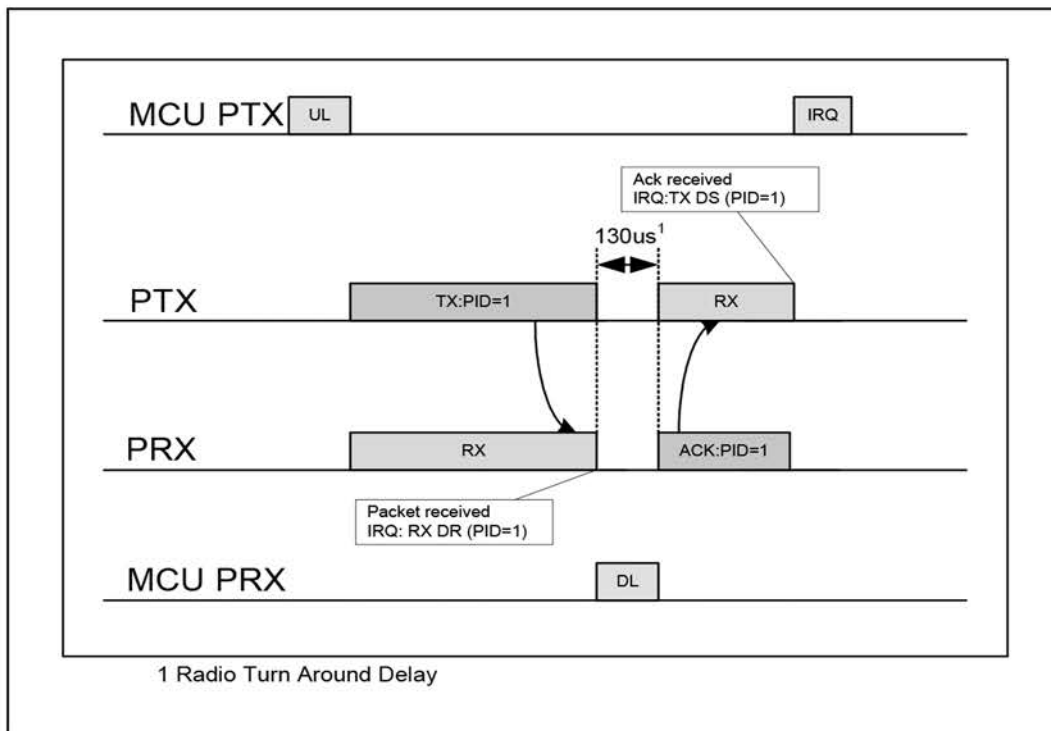 MCU PTX
UL
IRQ
Ack received
IRQ:TX DS (PID=1)
130us¹
PTX
TX:PID=1
RX
PRX
RX
ACK:PID=1
Packet received
IRQ: RX DR (PID=1)
MCU PRX
DL
1 Radio Turn Around Delay